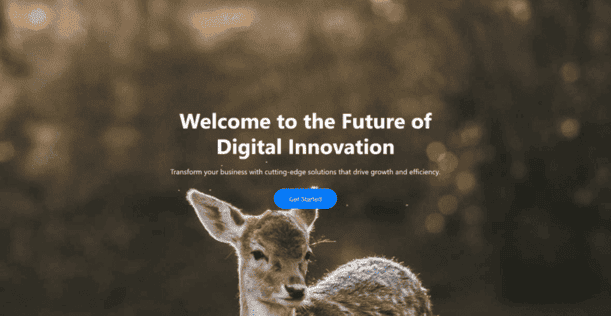 Welcome to the Future of
Digital Innovation
Transform your business with cutting-edge solutions that drive growth and efficiency.
Get Started